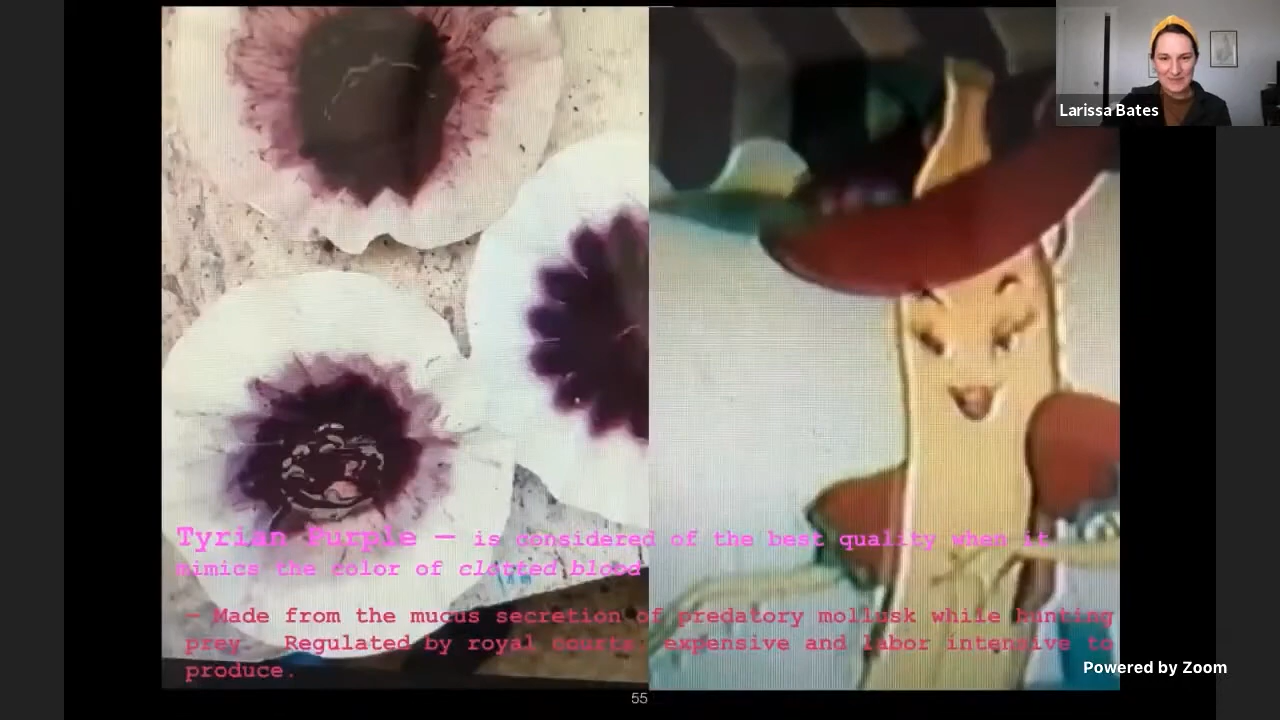 Larissa Bates
Tyrian Purple — is considered of the best quality when it
mimics the color of clotted blood
- Made from the mucus secretion of predatory mollusk while hunting
prey. Regulated by royal courts, expensive and labor intensive to
produce.
Powered by Zoom
55